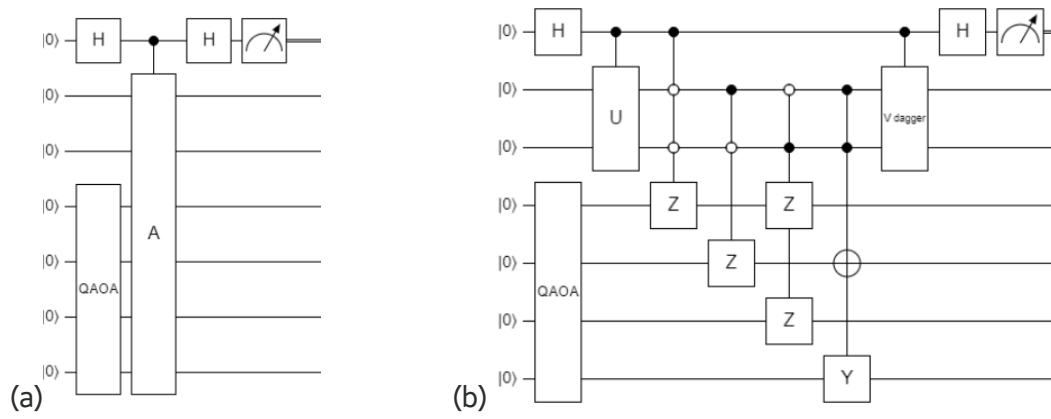 |0⟩ H H
|0⟩
|0⟩
|0⟩
A
|0⟩
QAOA
|0⟩
|0⟩
(a)
|0⟩ H H
|0⟩
U V dagger
|0⟩
|0⟩ Z Z
|0⟩ Z
QAOA
|0⟩ Z
|0⟩ Y
(b)